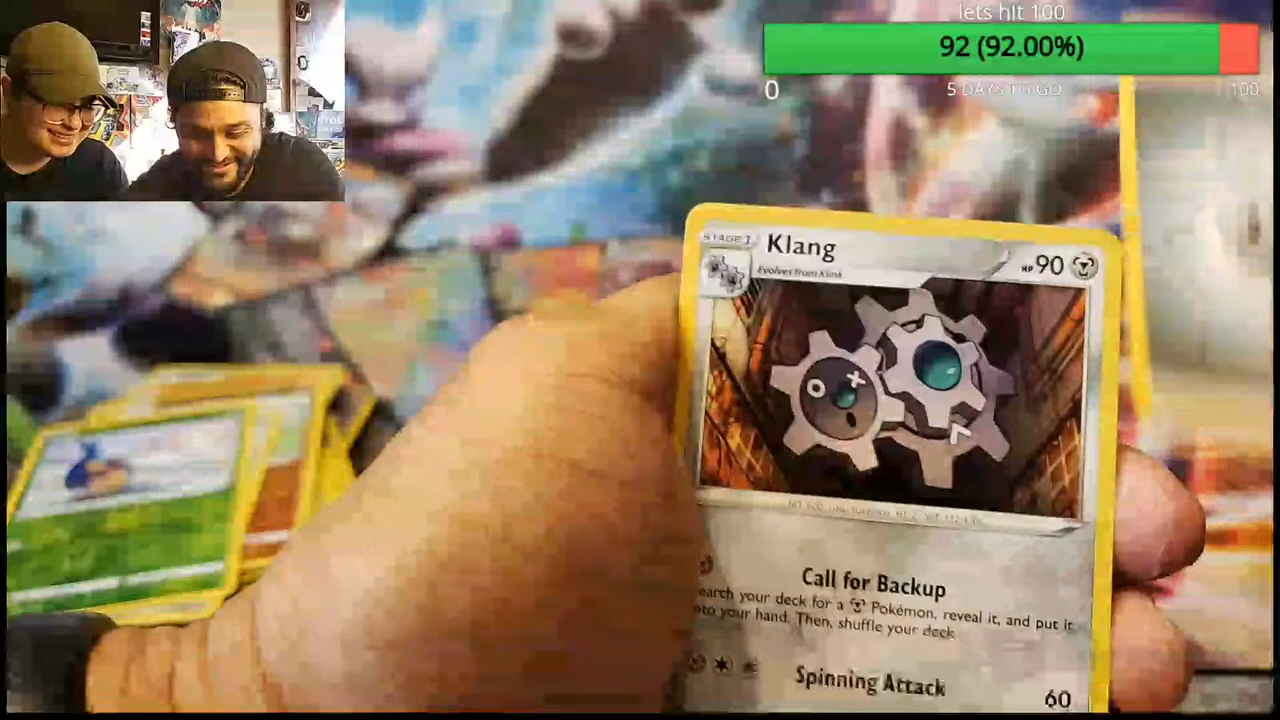 lets hit 100
92 (92.00%)
0 5 DAYS TO GO 100
STAGE 1 Klang HP 90
Evolves from Klink
Call for Backup
earch your deck for a Pokémon, reveal it, and put it
nto your hand. Then, shuffle your deck.
Spinning Attack 60